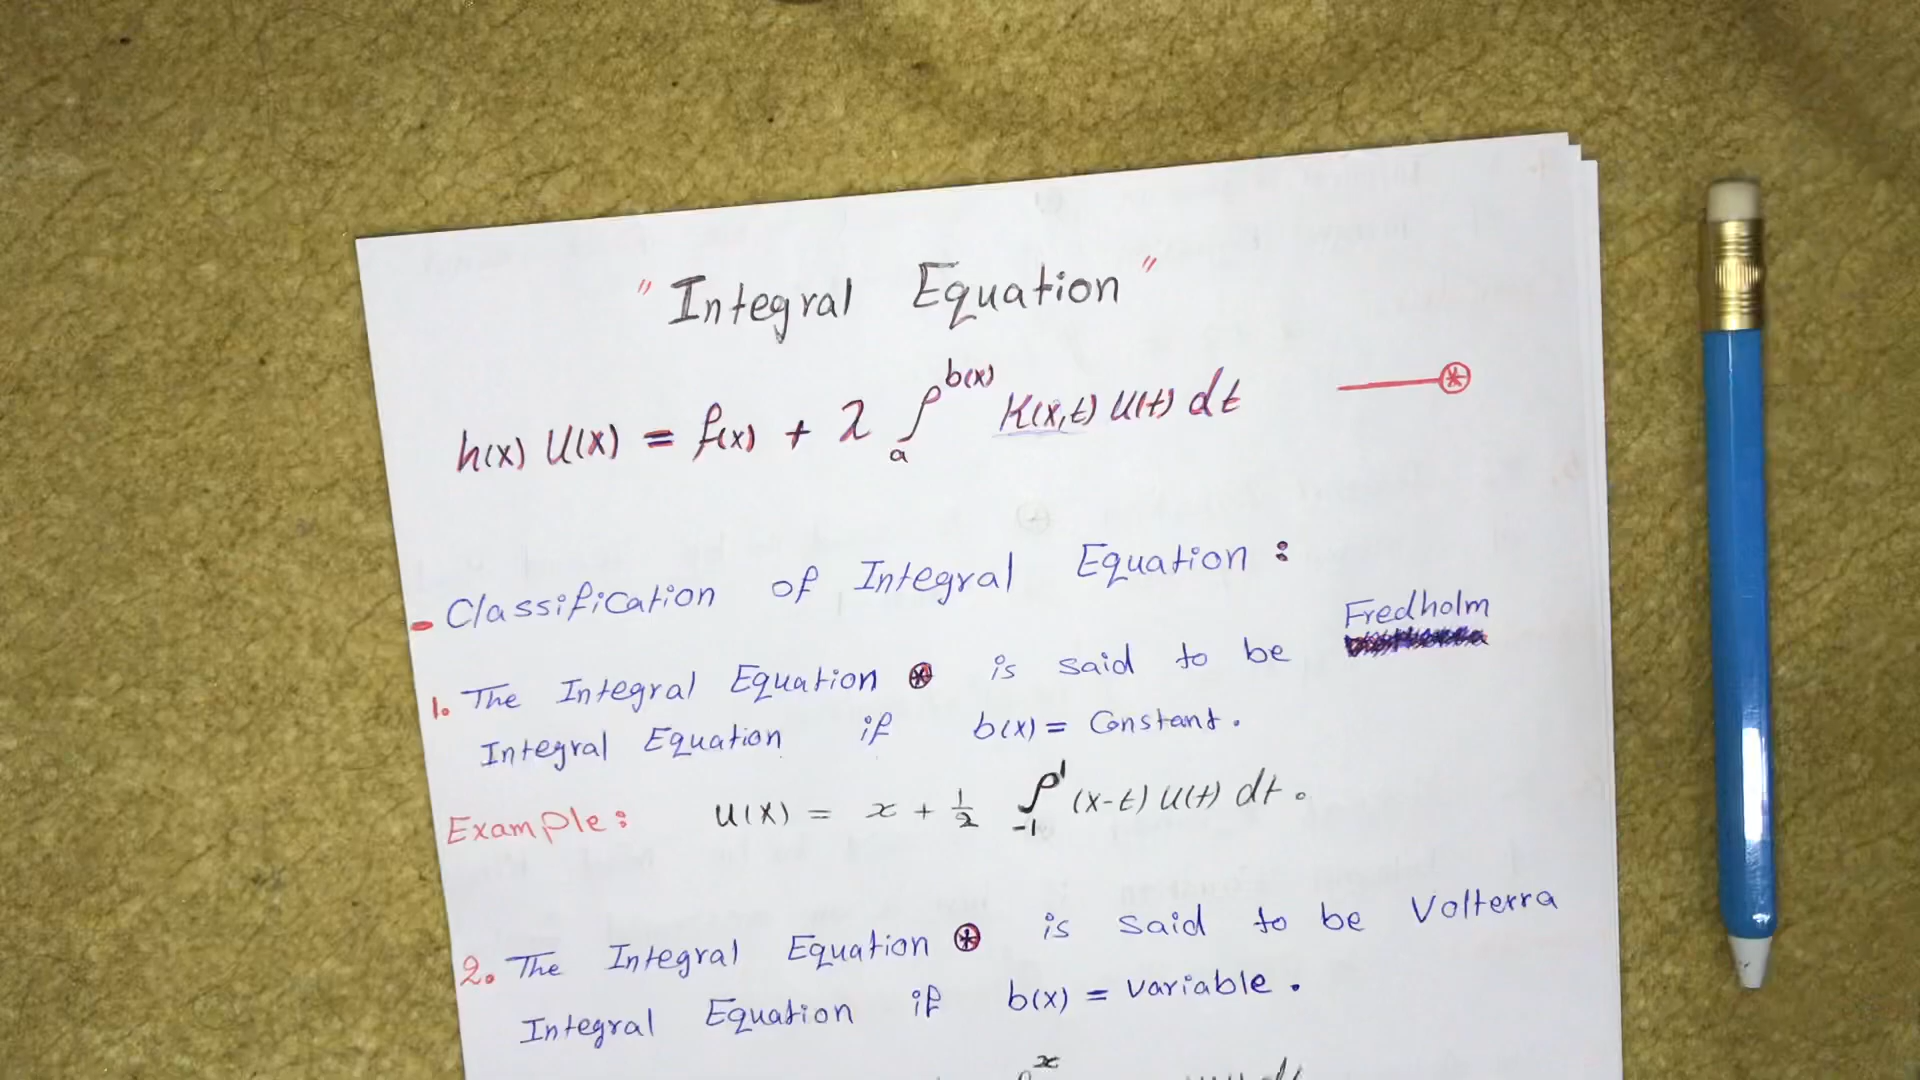 " Integral Equation "
h(x) u(x) = f(x) + λ ∫_a^{b(x)} K(x,t) u(t) dt —— ⊛
- Classification of Integral Equation :
1. The Integral Equation ⊛ is said to be Fredholm
Integral Equation if b(x) = Constant .
Example : u(x) = x + 1/2 ∫_{-1}^{1} (x-t) u(t) dt .
2. The Integral Equation ⊛ is said to be Volterra
Integral Equation if b(x) = variable .
x